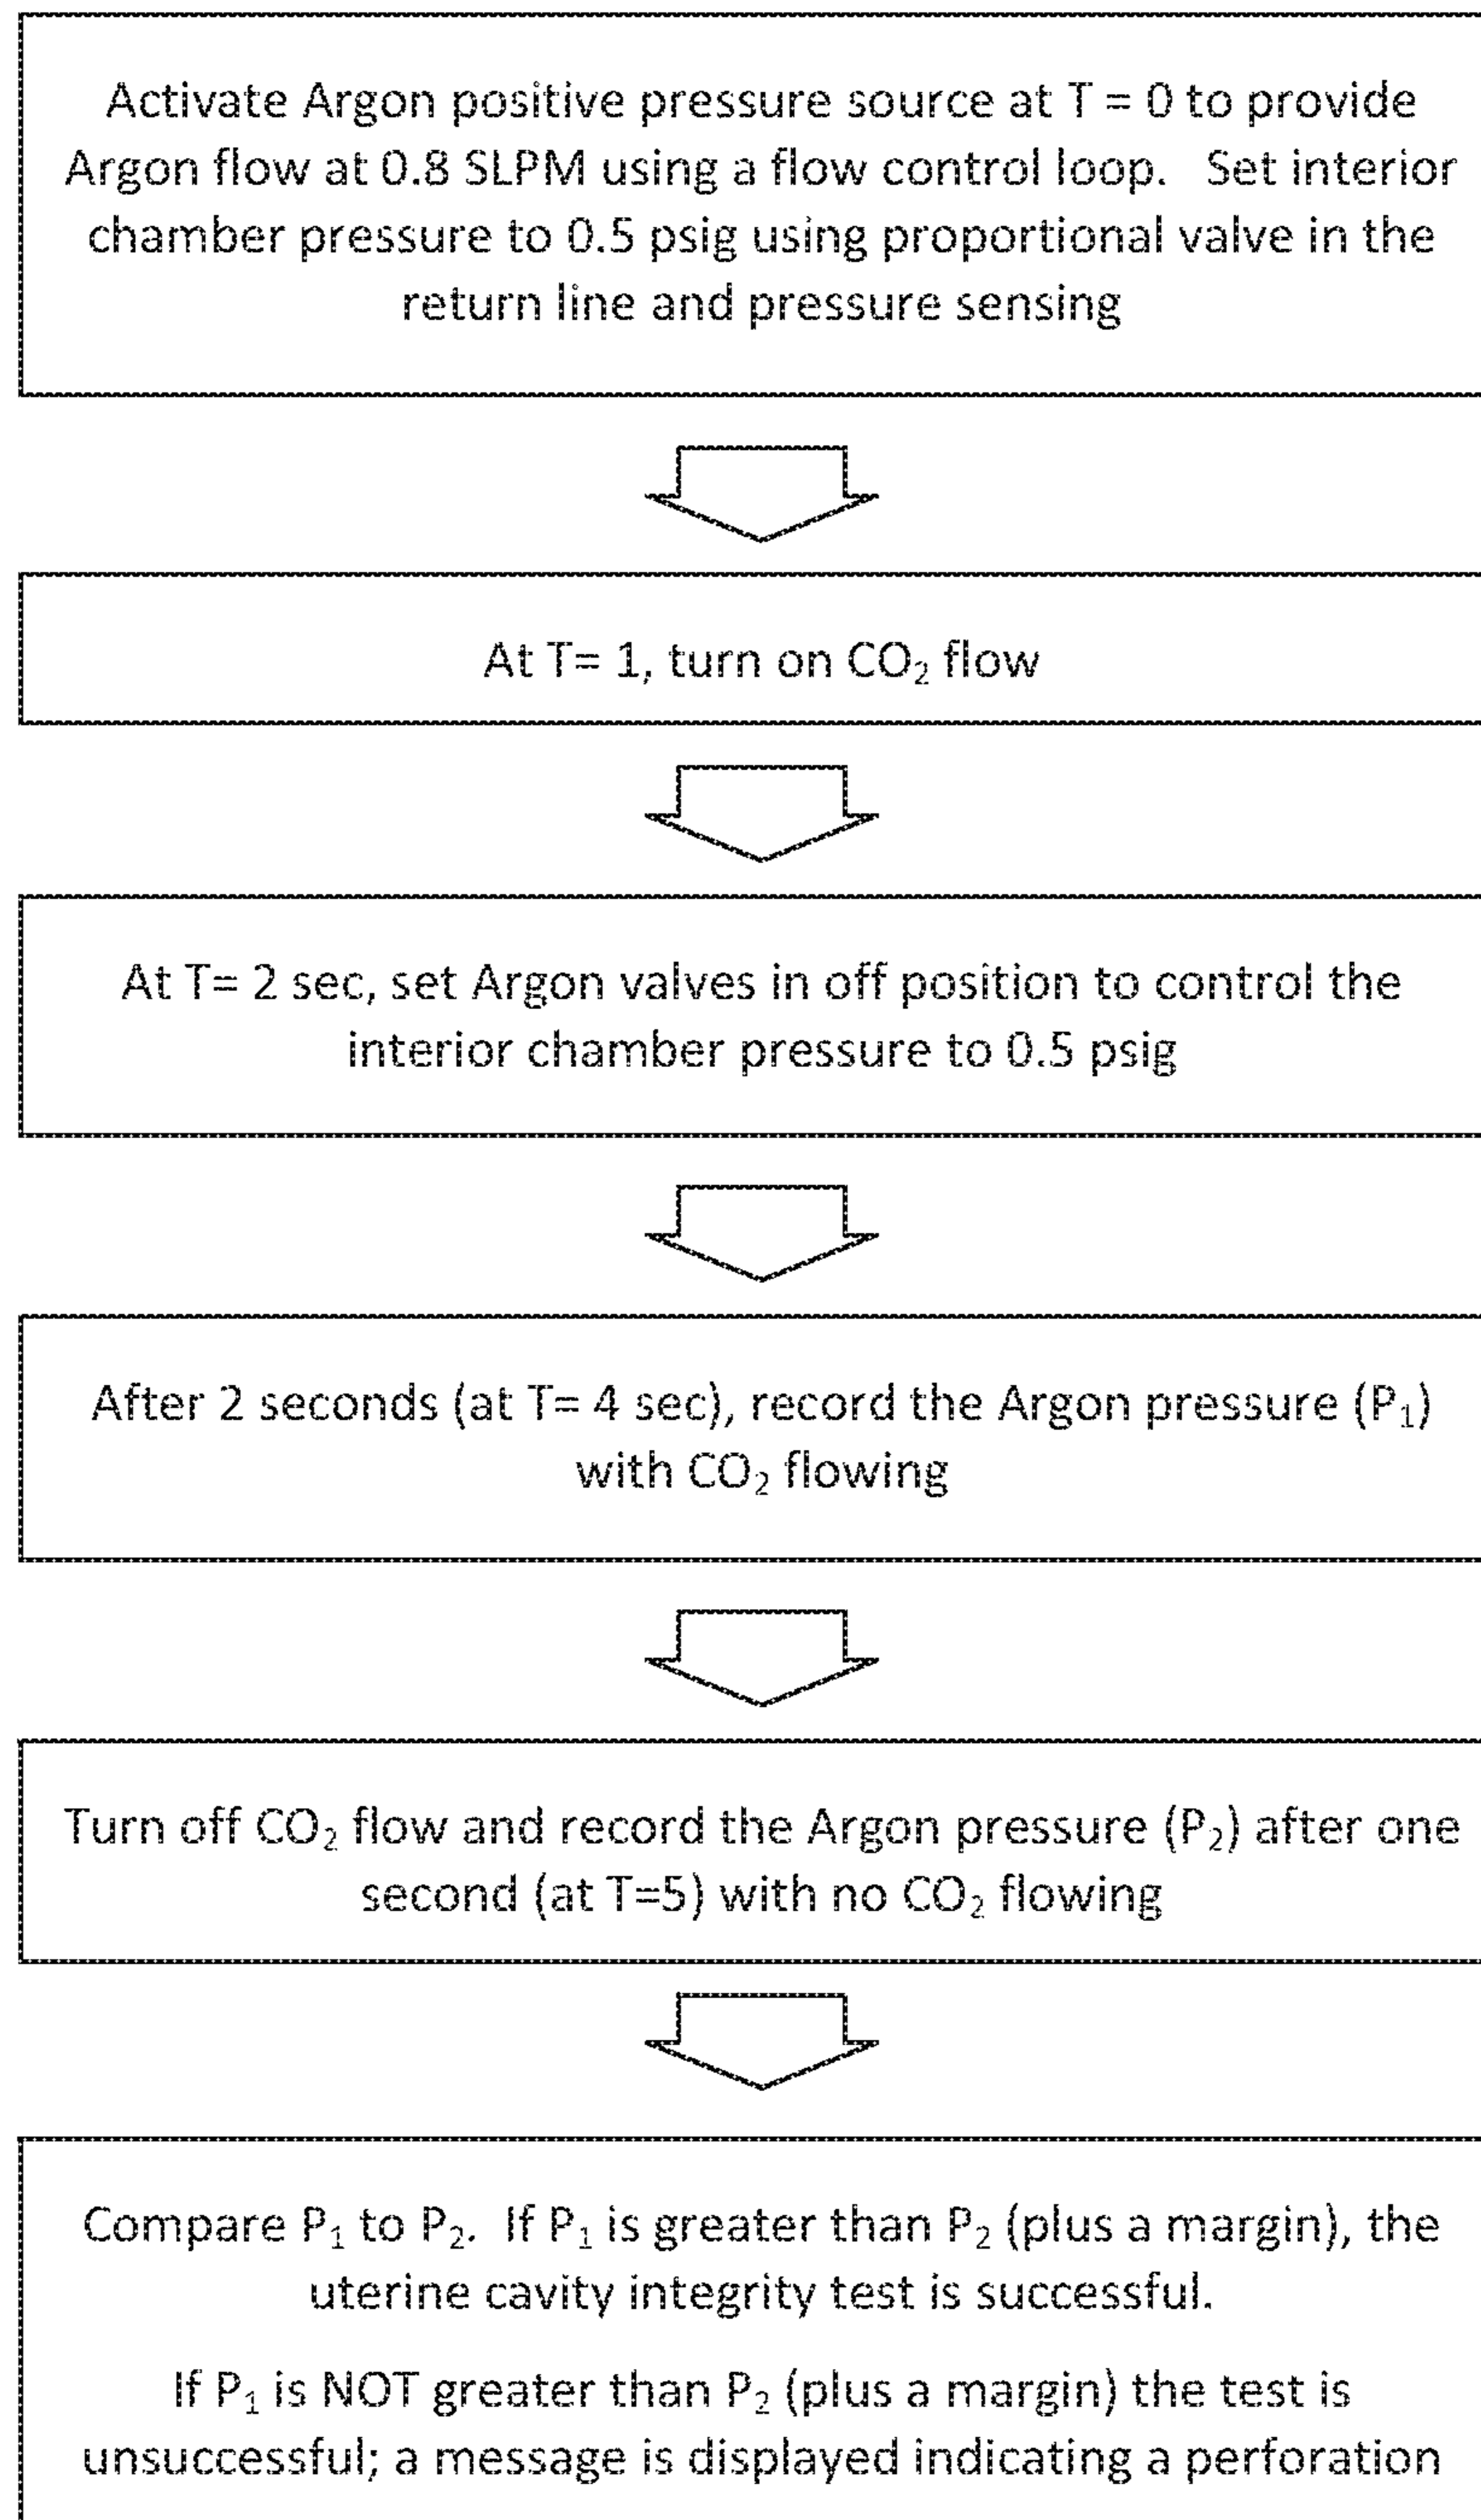 Activate Argon positive pressure source at T = 0 to provide
Argon flow at 0.8 SLPM using a flow control loop.   Set interior
chamber pressure to 0.5 psig using proportional valve in the
return line and pressure sensing
At T= 1, turn on CO₂ flow
At T= 2 sec, set Argon valves in off position to control the
interior chamber pressure to 0.5 psig
After 2 seconds (at T= 4 sec), record the Argon pressure (P₁)
with CO₂ flowing
Turn off CO₂ flow and record the Argon pressure (P₂) after one
second (at T=5) with no CO₂ flowing
Compare P₁ to P₂.  If P₁ is greater than P₂ (plus a margin), the
uterine cavity integrity test is successful.
If P₁ is NOT greater than P₂ (plus a margin) the test is
unsuccessful; a message is displayed indicating a perforation